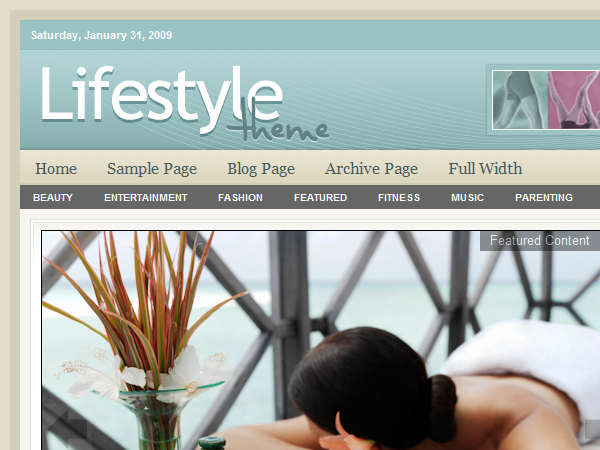 Saturday, January 31, 2009
Lifestyle
theme
Home Sample Page Blog Page Archive Page Full Width
BEAUTY ENTERTAINMENT FASHION FEATURED FITNESS MUSIC PARENTING
Featured Content